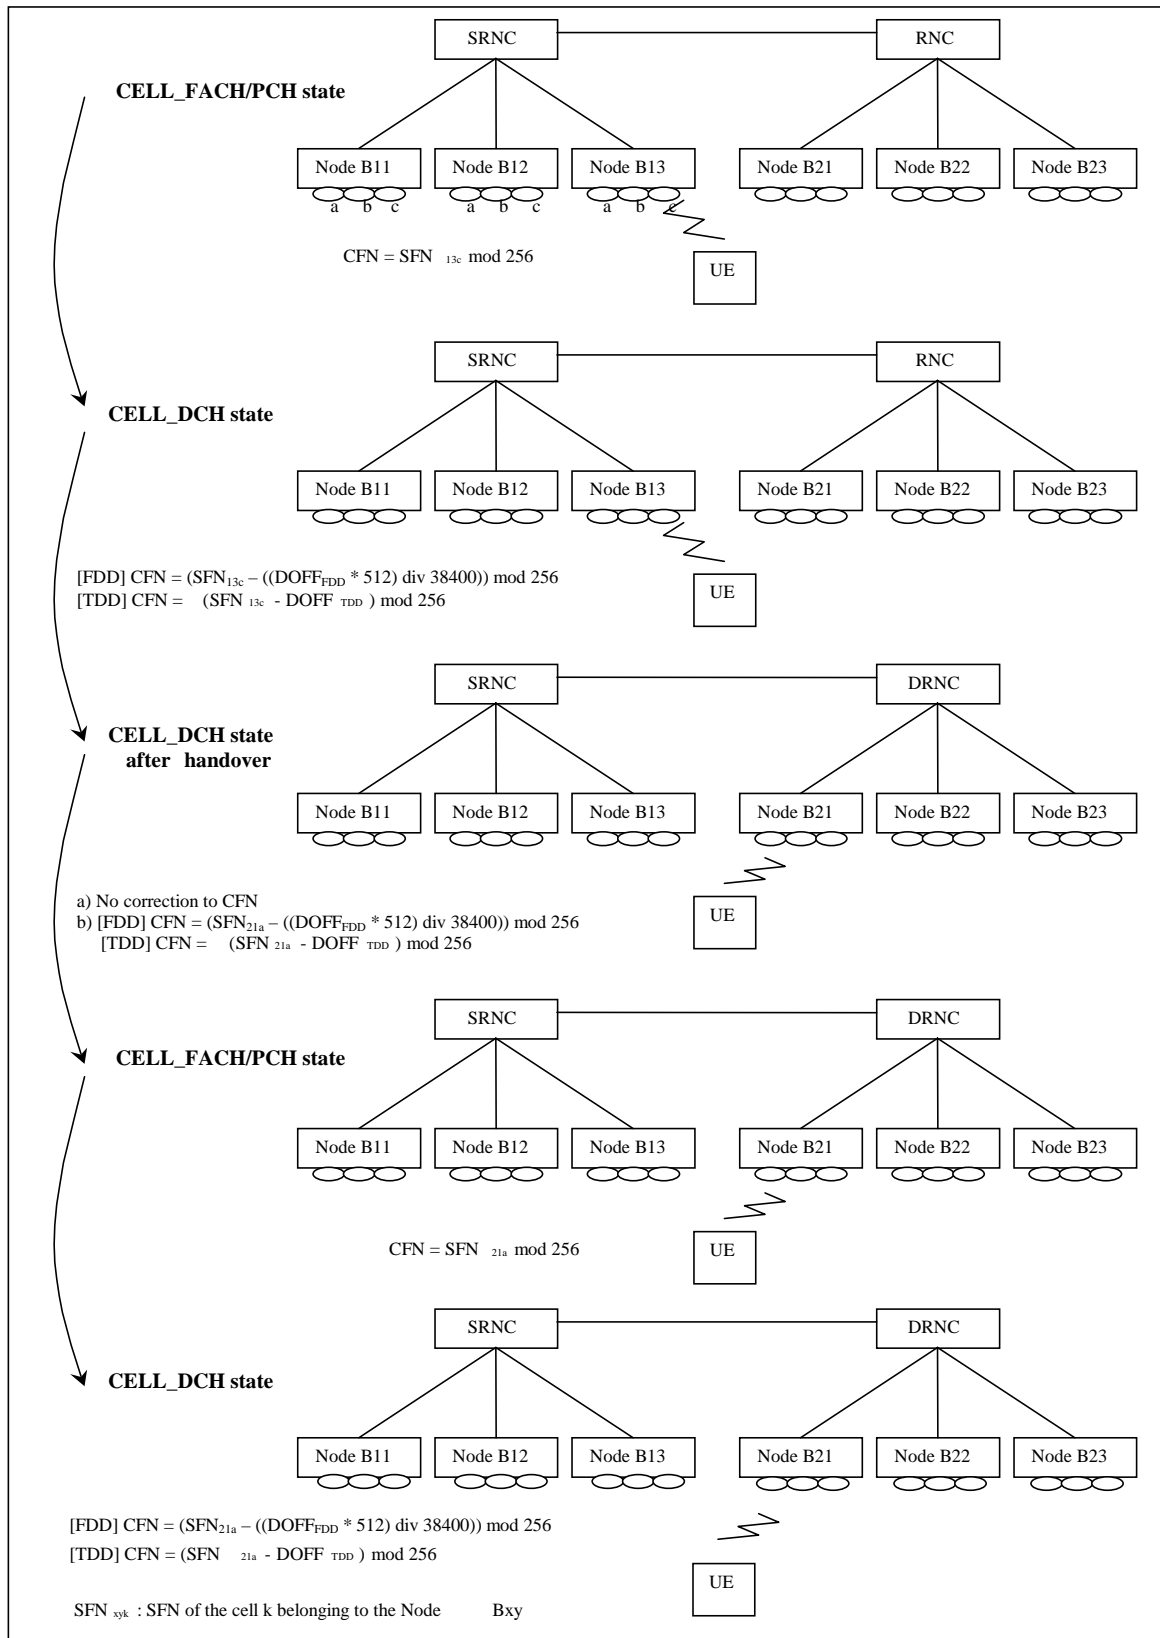 SRNC RNC
CELL_FACH/PCH state
Node B11 Node B12 Node B13 Node B21 Node B22 Node B23
a b c a b c a b c
CFN = SFN 13c mod 256
UE
SRNC RNC
CELL_DCH state
Node B11 Node B12 Node B13 Node B21 Node B22 Node B23
[FDD] CFN = (SFN13c – ((DOFFFDD * 512) div 38400)) mod 256
[TDD] CFN = (SFN 13c - DOFF TDD ) mod 256
UE
SRNC DRNC
CELL_DCH state
after handover
Node B11 Node B12 Node B13 Node B21 Node B22 Node B23
a) No correction to CFN
b) [FDD] CFN = (SFN21a – ((DOFFFDD * 512) div 38400)) mod 256
[TDD] CFN = (SFN 21a - DOFF TDD ) mod 256
UE
SRNC DRNC
CELL_FACH/PCH state
Node B11 Node B12 Node B13 Node B21 Node B22 Node B23
CFN = SFN 21a mod 256
UE
SRNC DRNC
CELL_DCH state
Node B11 Node B12 Node B13 Node B21 Node B22 Node B23
[FDD] CFN = (SFN21a – ((DOFFFDD * 512) div 38400)) mod 256
[TDD] CFN = (SFN 21a - DOFF TDD ) mod 256
UE
SFN xyk : SFN of the cell k belonging to the Node Bxy